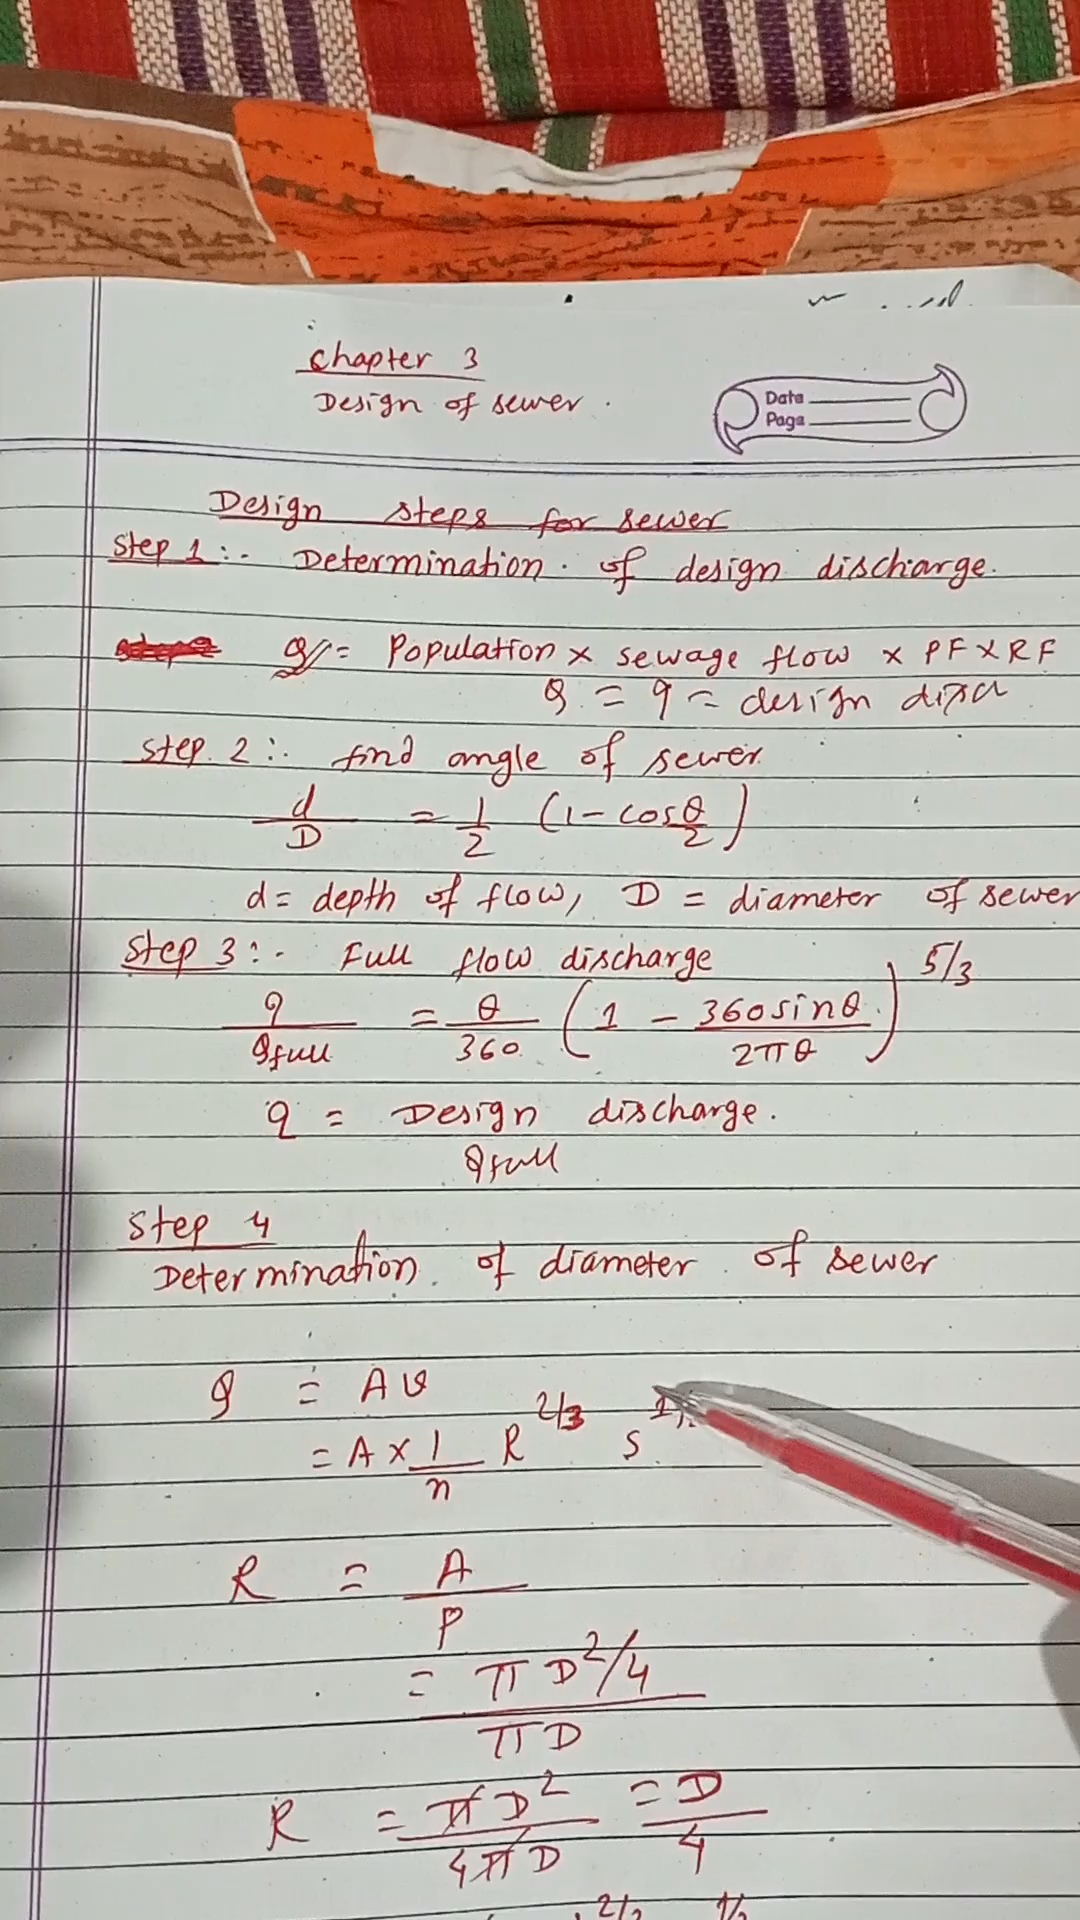 Chapter 3
Design of sewer.
Date
Page
Design steps for sewer
Step 1 :- Determination of design discharge.
Q = Population × sewage flow × PF × RF
Q = q = design
Step 2 :- find angle of sewer
d/D = 1/2 (1 - cos θ/2)
d = depth of flow, D = diameter of sewer
Step 3 :- Full flow discharge
q/qfull = θ/360 (1 - 360 sin θ / 2πθ)^5/3
q = Design discharge.
qfull
Step 4
Determination of diameter of sewer
Q = AV
= A × 1/n R^2/3 S
R = A/P
= πD²/4 / πD
R = πD²/4πD = D/4